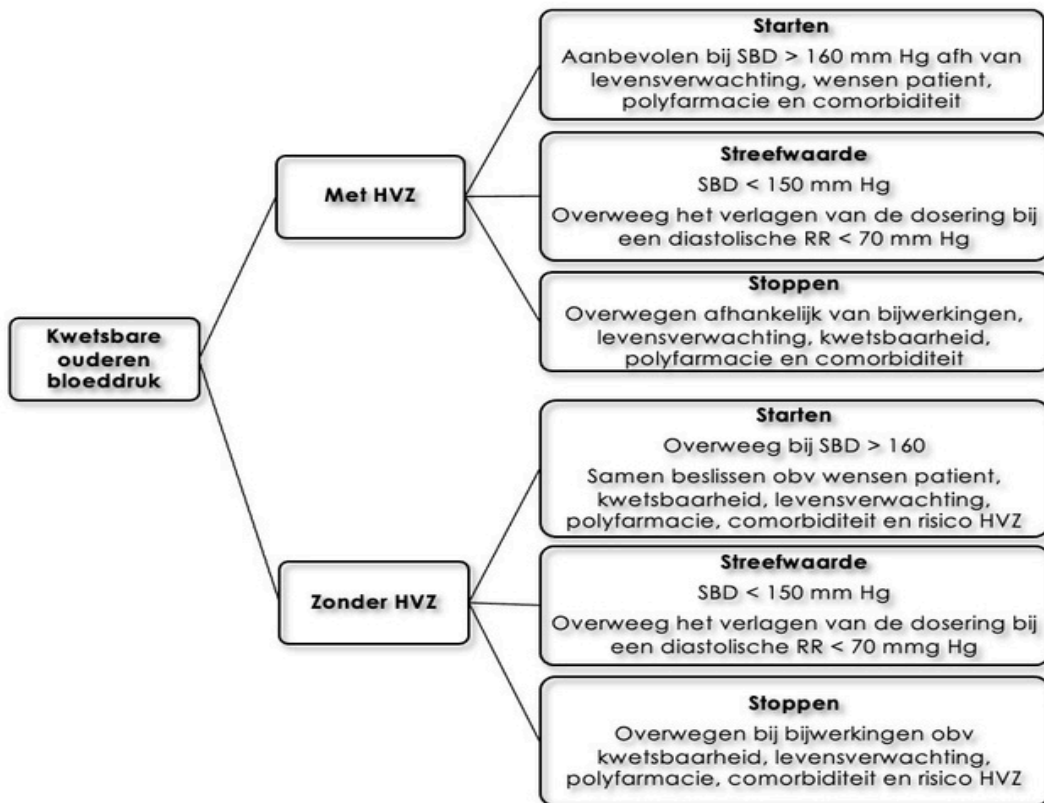 Kwetsbare
ouderen
bloeddruk
Met HVZ
Starten
Aanbevolen bij SBD > 160 mm Hg afh van
levensverwachting, wensen patient,
polyfarmacie en comorbiditeit
Streefwaarde
SBD < 150 mm Hg
Overweeg het verlagen van de dosering bij
een diastolische RR < 70 mm Hg
Stoppen
Overwegen afhankelijk van bijwerkingen,
levensverwachting, kwetsbaarheid,
polyfarmacie en comorbiditeit
Zonder HVZ
Starten
Overweeg bij SBD > 160
Samen beslissen obv wensen patient,
kwetsbaarheid, levensverwachting,
polyfarmacie, comorbiditeit en risico HVZ
Streefwaarde
SBD < 150 mm Hg
Overweeg het verlagen van de dosering bij
een diastolische RR < 70 mmg Hg
Stoppen
Overwegen bij bijwerkingen obv
kwetsbaarheid, levensverwachting,
polyfarmacie, comorbiditeit en risico HVZ